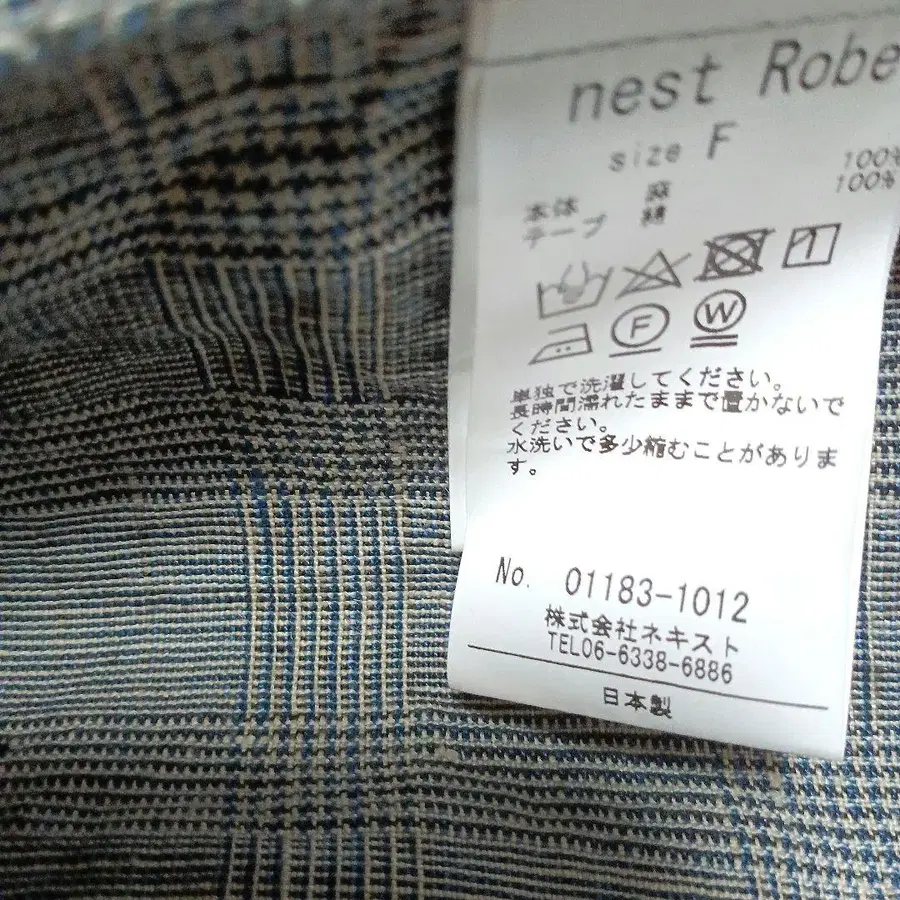 nest Robe
size F
本体 麻 100%
テープ 綿 100%
F W
単独で洗濯してください。
長時間濡れたままで置かないで
ください。
水洗いで多少縮むことがありま
す。
No. 01183-1012
株式会社ネキスト
TEL06-6338-6886
日本製